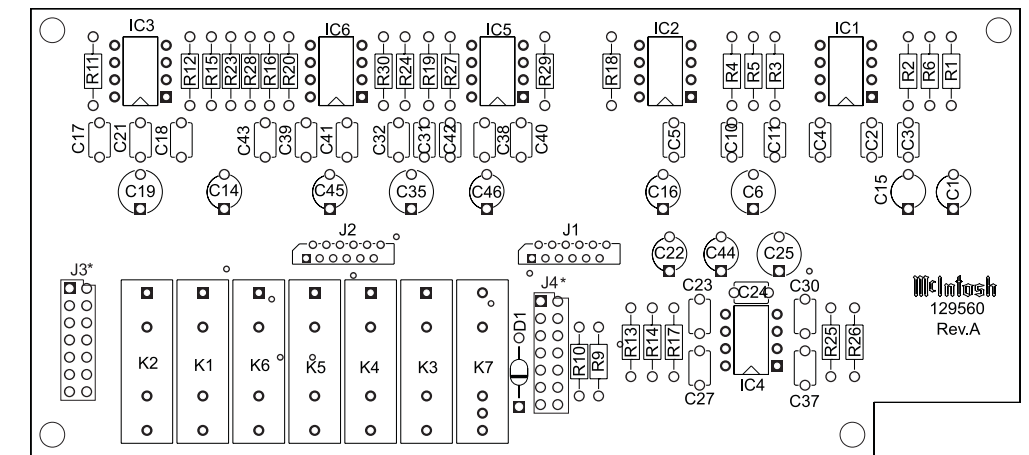 IC3 IC6 IC5 IC2 IC1
R11 R12 R15 R23 R28 R16 R20 R30 R24 R19 R27 R29 R18 R4 R5 R3 R2 R6 R1
C17 C21 C18 C43 C39 C41 C32 C31 C42 C38 C40 C5 C10 C11 C4 C2 C3
C19 C14 C45 C35 C46 C16 C6 C15 C1
J2 J1
C22 C44 C25
J3* J4*
C23 C24 C30
McIntosh
129560
Rev.A
D1
R10 R9 R13 R14 R17 R25 R26
K2 K1 K6 K5 K4 K3 K7
IC4
C27 C37